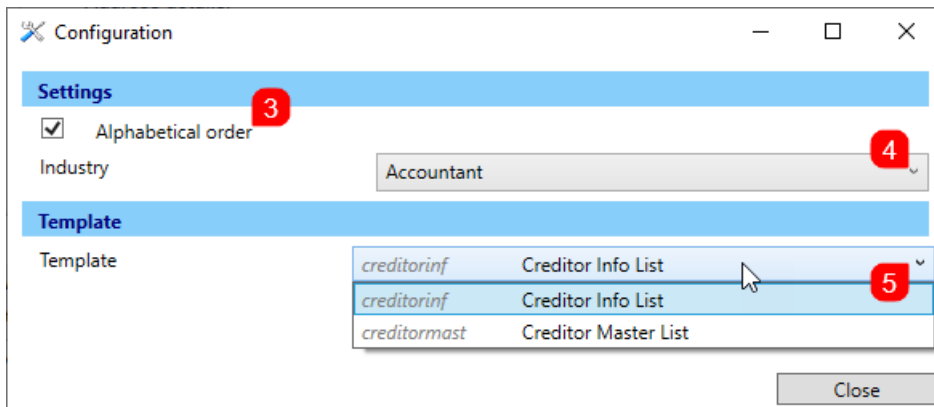 Configuration
Settings
3
Alphabetical order
4
Industry
Accountant
Template
Template
creditorinf Creditor Info List
5
creditorinf Creditor Info List
creditormast Creditor Master List
Close